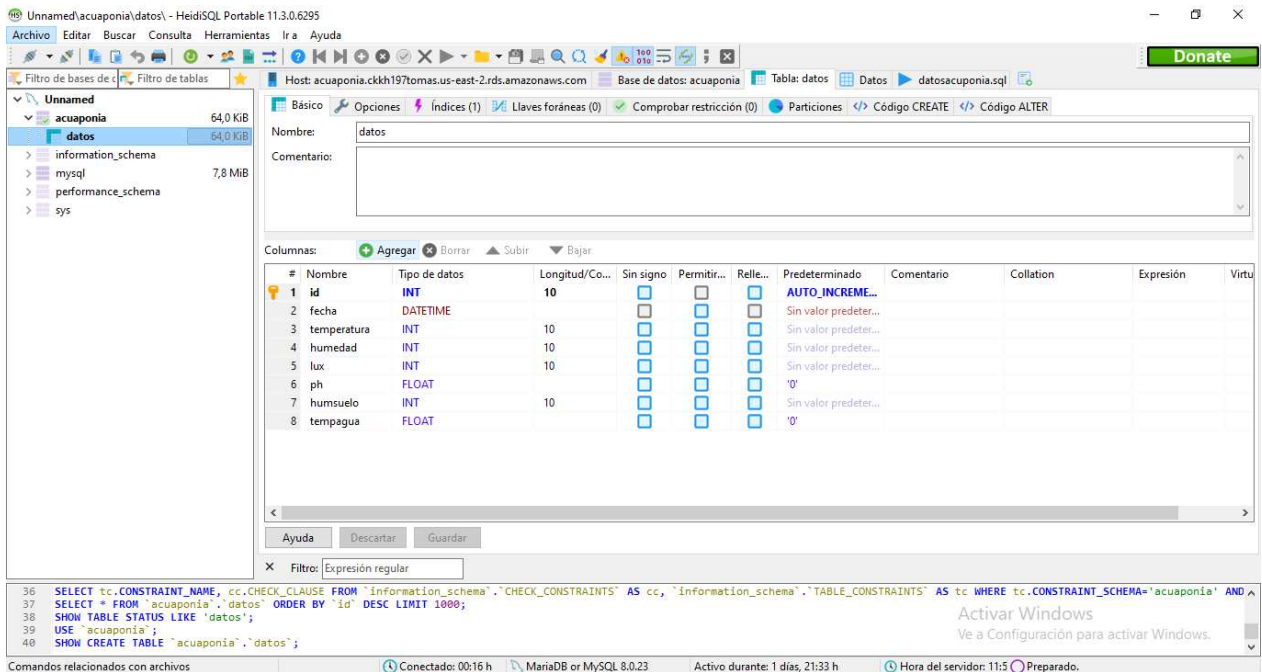 Unnamed\acuaponia\datos\ - HeidiSQL Portable 11.3.0.6295
Archivo Editar Buscar Consulta Herramientas Ir a Ayuda
Donate
Filtro de bases de d Filtro de tablas
Host: acuaponia.ckkh197tomas.us-east-2.rds.amazonaws.com Base de datos: acuaponia Tabla: datos Datos datosacuponia.sql
Unnamed
acuaponia 64,0 KiB
datos 64,0 KiB
information_schema
mysql 7,8 MiB
performance_schema
sys
Básico Opciones Índices (1) Llaves foráneas (0) Comprobar restricción (0) Particiones </> Código CREATE </> Código ALTER
Nombre: datos
Comentario:
Columnas: Agregar Borrar Subir Bajar
# Nombre Tipo de datos Longitud/Co... Sin signo Permitir... Relle... Predeterminado Comentario Collation Expresión Virtu
1 id INT 10 AUTO_INCREME...
2 fecha DATETIME Sin valor predeter...
3 temperatura INT 10 Sin valor predeter...
4 humedad INT 10 Sin valor predeter...
5 lux INT 10 Sin valor predeter...
6 ph FLOAT '0'
7 humsuelo INT 10 Sin valor predeter...
8 tempagua FLOAT '0'
Ayuda Descartar Guardar
× Filtro: Expresión regular
36 SELECT tc.CONSTRAINT_NAME, cc.CHECK_CLAUSE FROM `information_schema`.`CHECK_CONSTRAINTS` AS cc, `information_schema`.`TABLE_CONSTRAINTS` AS tc WHERE tc.CONSTRAINT_SCHEMA='acuaponia' AND
37 SELECT * FROM `acuaponia`.`datos` ORDER BY `id` DESC LIMIT 1000;
38 SHOW TABLE STATUS LIKE 'datos';
39 USE `acuaponia`;
40 SHOW CREATE TABLE `acuaponia`.`datos`;
Activar Windows
Ve a Configuración para activar Windows.
Comandos relacionados con archivos Conectado: 00:16 h MariaDB or MySQL 8.0.23 Activo durante: 1 días, 21:33 h Hora del servidor: 11:5 Preparado.